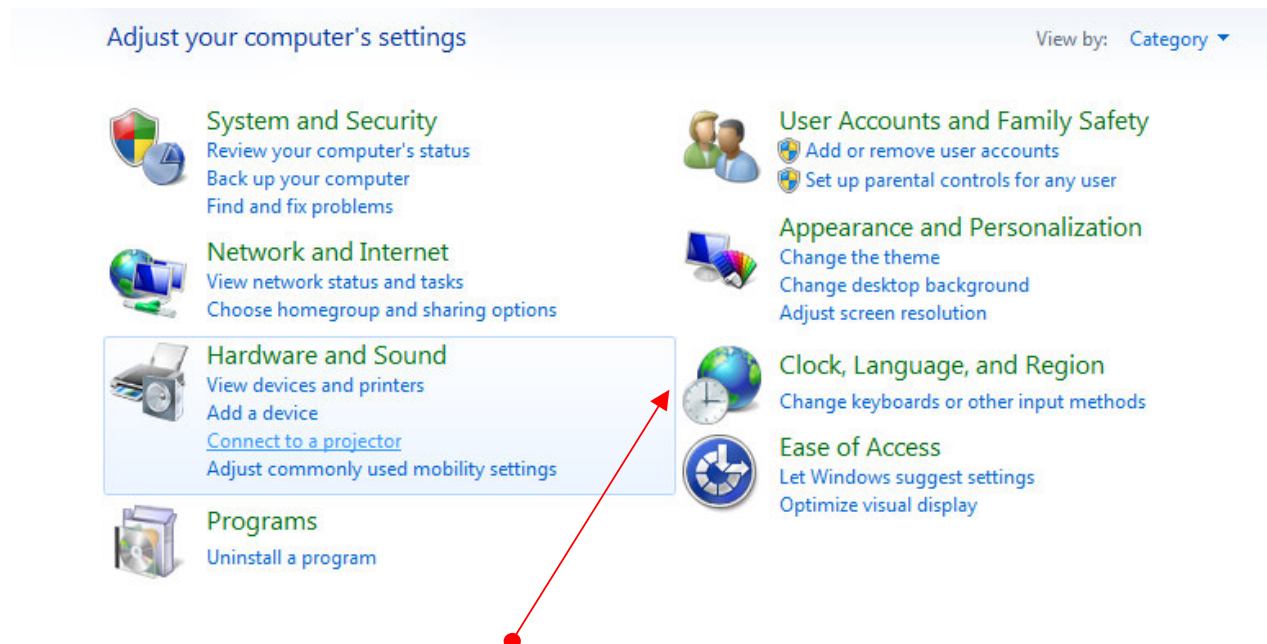 Adjust your computer's settings
View by: Category
System and Security
Review your computer's status
Back up your computer
Find and fix problems
Network and Internet
View network status and tasks
Choose homegroup and sharing options
Hardware and Sound
View devices and printers
Add a device
Connect to a projector
Adjust commonly used mobility settings
Programs
Uninstall a program
User Accounts and Family Safety
Add or remove user accounts
Set up parental controls for any user
Appearance and Personalization
Change the theme
Change desktop background
Adjust screen resolution
Clock, Language, and Region
Change keyboards or other input methods
Ease of Access
Let Windows suggest settings
Optimize visual display